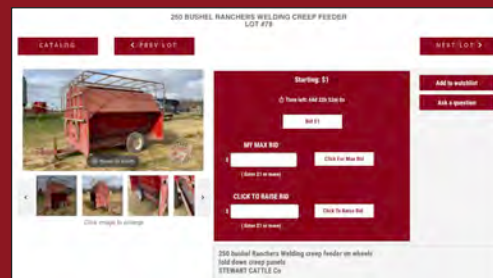 250 BUSHEL RANCHERS WELDING CREEP FEEDER
LOT #79
CATALOG
PREV LOT
NEXT LOT
Starting: $1
Add to watchlist
Ask a question
Bid $1
MY MAX BID
$
Click For Max Bid
( Enter $1 or more)
CLICK TO RAISE BID
$
Click To Raise Bid
( Enter $1 or more)
Click image to enlarge
250 bushel Ranchers Welding creep feeder on wheels
fold down creep panels
STEWART CATTLE Co